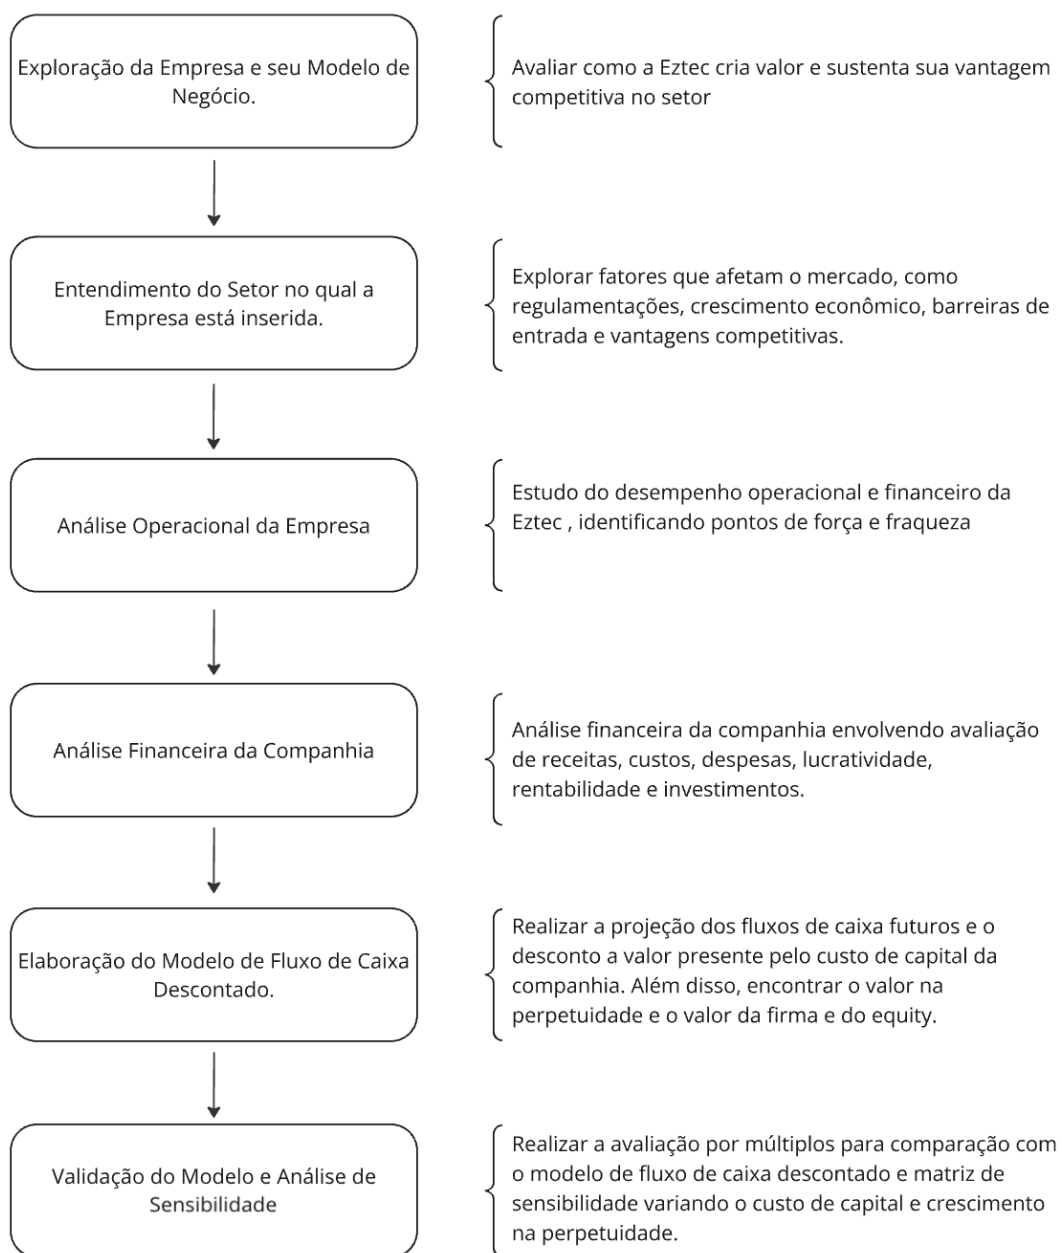 Exploração da Empresa e seu Modelo de
Negócio.
Avaliar como a Eztec cria valor e sustenta sua vantagem
competitiva no setor
Entendimento do Setor no qual a
Empresa está inserida.
Explorar fatores que afetam o mercado, como
regulamentações, crescimento econômico, barreiras de
entrada e vantagens competitivas.
Análise Operacional da Empresa
Estudo do desempenho operacional e financeiro da
Eztec , identificando pontos de força e fraqueza
Análise Financeira da Companhia
Análise financeira da companhia envolvendo avaliação
de receitas, custos, despesas, lucratividade,
rentabilidade e investimentos.
Elaboração do Modelo de Fluxo de Caixa
Descontado.
Realizar a projeção dos fluxos de caixa futuros e o
desconto a valor presente pelo custo de capital da
companhia. Além disso, encontrar o valor na
perpetuidade e o valor da firma e do equity.
Validação do Modelo e Análise de
Sensibilidade
Realizar a avaliação por múltiplos para comparação com
o modelo de fluxo de caixa descontado e matriz de
sensibilidade variando o custo de capital e crescimento
na perpetuidade.